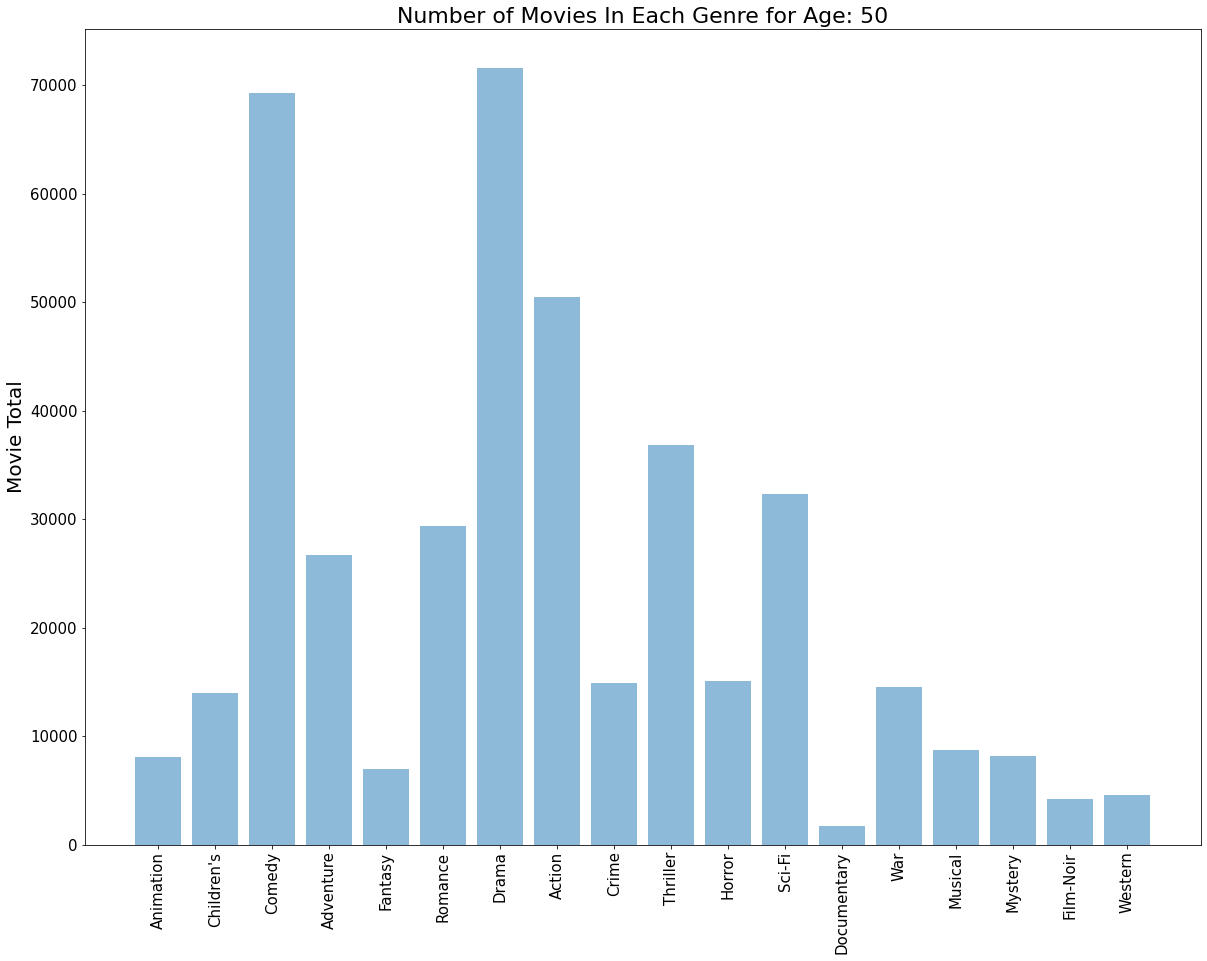 Number of Movies In Each Genre for Age: 50
Movie Total
70000
60000
50000
40000
30000
20000
10000
0
Animation
Children's
Comedy
Adventure
Fantasy
Romance
Drama
Action
Crime
Thriller
Horror
Sci-Fi
Documentary
War
Musical
Mystery
Film-Noir
Western